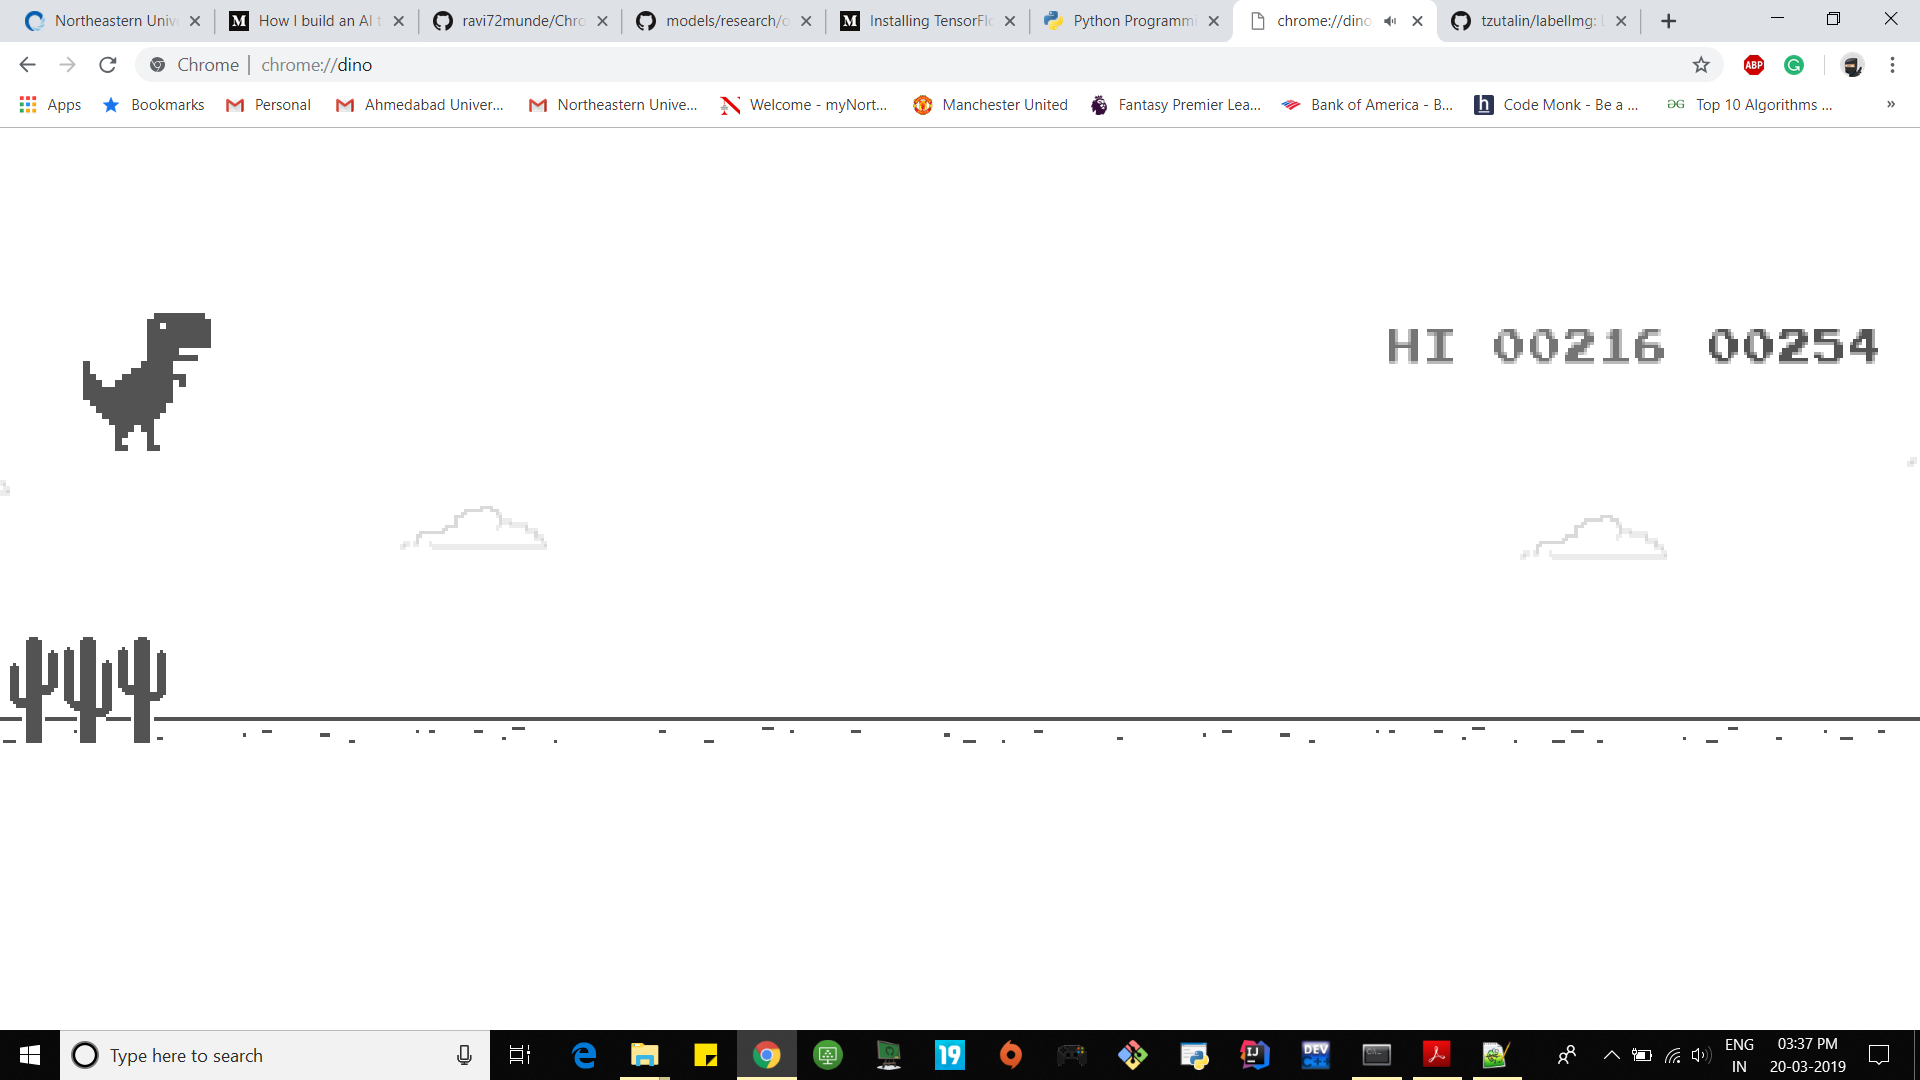 Northeastern Univ
How I build an AI t
ravi72munde/Chro
models/research/o
Installing TensorFlo
Python Programmi
chrome://dino
tzutalin/labelImg:
Chrome | chrome://dino
ABP
Apps
Bookmarks
Personal
Ahmedabad Univer...
Northeastern Unive...
Welcome - myNort...
Manchester United
Fantasy Premier Lea...
Bank of America - B...
Code Monk - Be a ...
Top 10 Algorithms ...
»
HI 00216 00254
Type here to search
19
IJ
DEV
ENG
IN
03:37 PM
20-03-2019